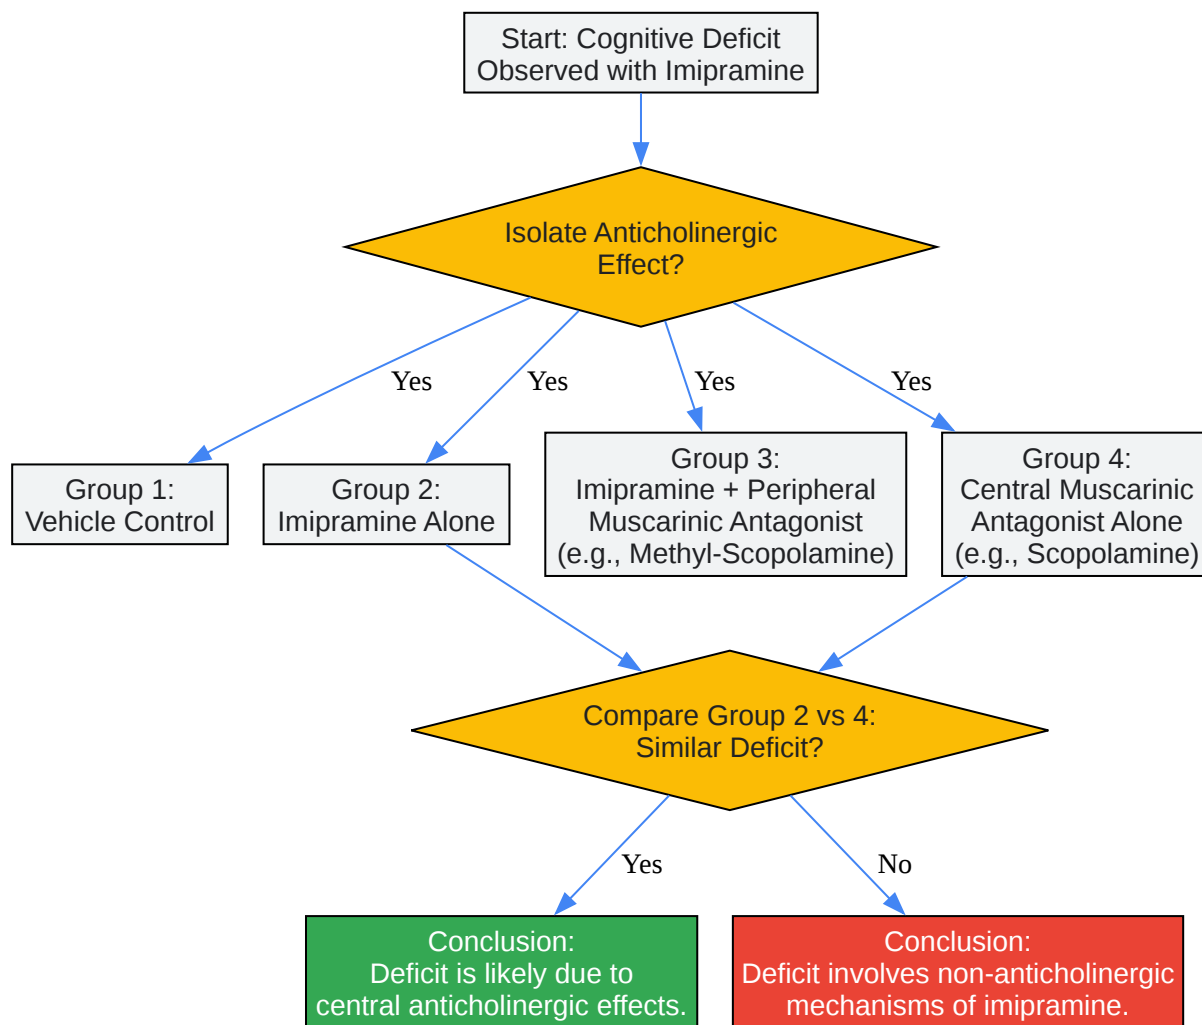 Start: Cognitive Deficit
Observed with Imipramine
Isolate Anticholinergic
Effect?
Yes
Yes
Yes
Yes
Group 1:
Vehicle Control
Group 2:
Imipramine Alone
Group 3:
Imipramine + Peripheral
Muscarinic Antagonist
(e.g., Methyl-Scopolamine)
Group 4:
Central Muscarinic
Antagonist Alone
(e.g., Scopolamine)
Compare Group 2 vs 4:
Similar Deficit?
Yes
No
Conclusion:
Deficit is likely due to
central anticholinergic effects.
Conclusion:
Deficit involves non-anticholinergic
mechanisms of imipramine.